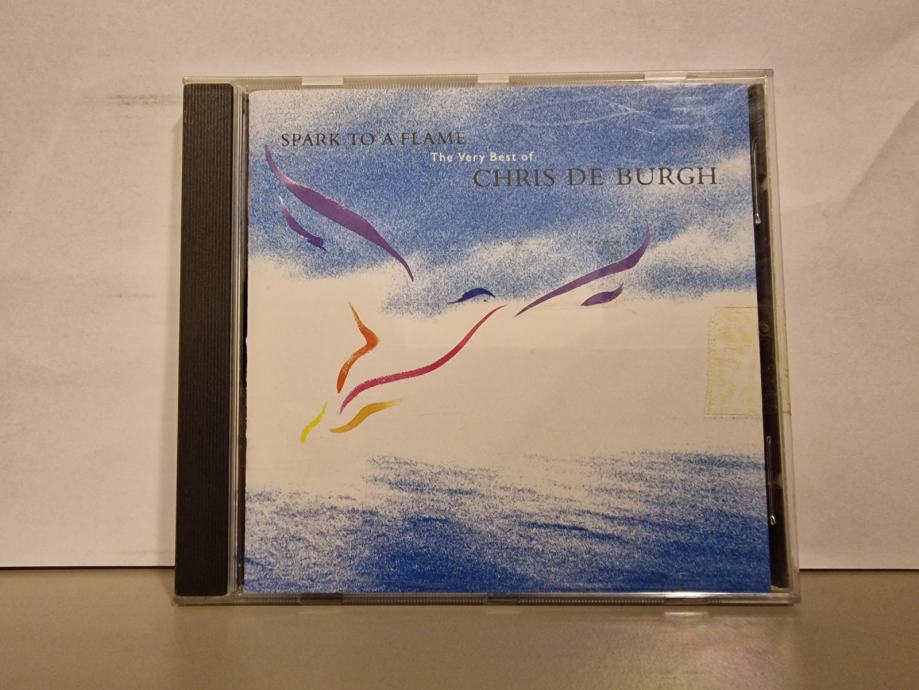 SPARK TO A FLAME
The Very Best of
CHRIS DE BURGH